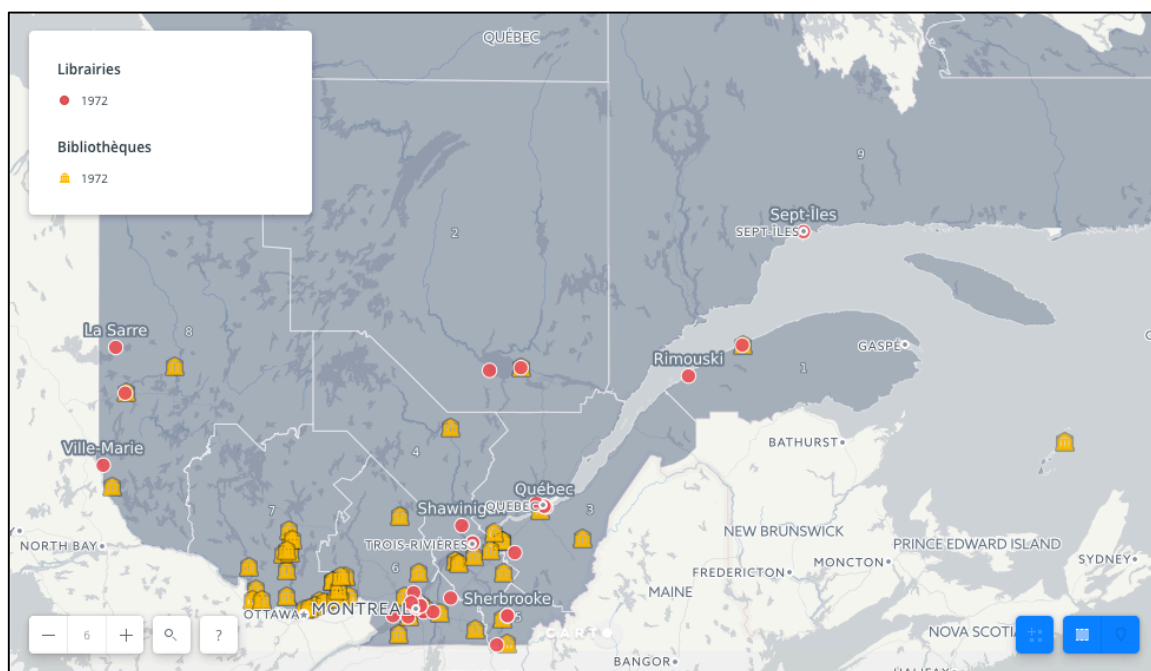 QUÉBEC
Librairies
1972
Bibliothèques
1972
9
Sept-Îles
SEPT-ÎLES
2
La Sarre
8
Rimouski
GASPÉ
1
BATHURST
Ville-Marie
4
Québec
QUEBEC
Shawinigan
3
7
TROIS-RIVIÈRES
NORTH BAY
NEW BRUNSWICK
PRINCE EDWARD ISLAND
SYDNEY
MONCTON
FREDERICTON
6
MAINE
Sherbrooke
MONTREAL
OTTAWA
5
6
?
CARTO
NOVA SCOTIA
BANGOR
HALIFAX